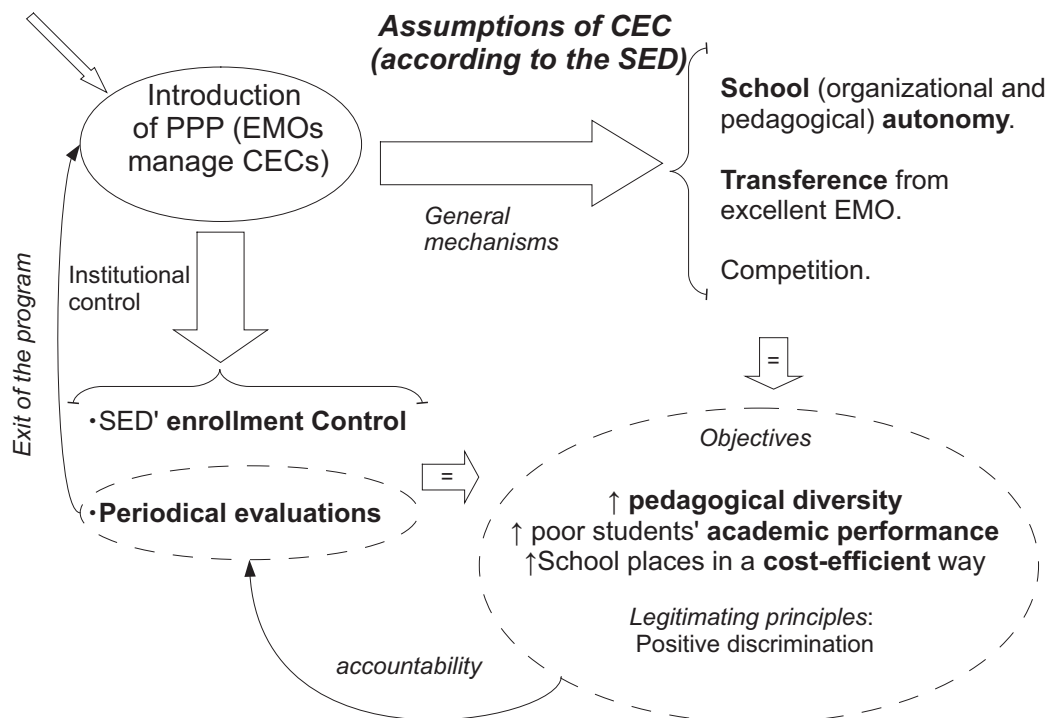 Assumptions of CEC
(according to the SED)
Introduction
of PPP (EMOs
manage CECs)
General
mechanisms
School (organizational and
pedagogical) autonomy.
Transference from
excellent EMO.
Competition.
Institutional
control
Exit of the program
•SED' enrollment Control
•Periodical evaluations
=
=
Objectives
↑ pedagogical diversity
↑ poor students' academic performance
↑School places in a cost-efficient way
Legitimating principles:
Positive discrimination
accountability